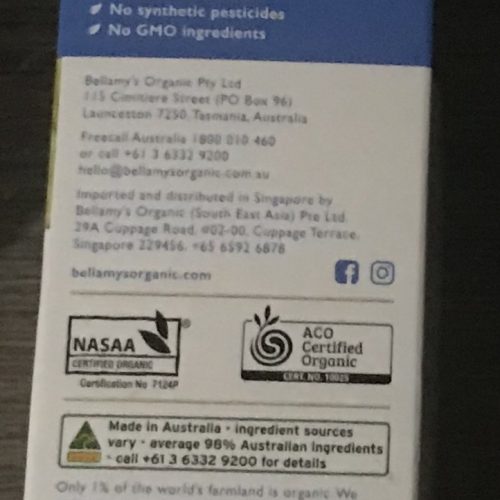 No synthetic pesticides
No GMO ingredients
Bellamy's Organic Pty Ltd
115 Cimitiere Street (PO Box 96)
Launceston 7250, Tasmania, Australia
Freecall Australia 1800 010 460
or call +61 3 6332 9200
hello@bellamysorganic.com.au
Imported and distributed in Singapore by
Bellamy's Organic (South East Asia) Pte Ltd.
29A Cuppage Road, #02-00, Cuppage Terrace,
Singapore 229456, +65 6592 6878
bellamysorganic.com
NASAA
CERTIFIED ORGANIC
Certification No 7124P
ACO
Certified
Organic
CERT. NO. 10025
Made in Australia • ingredient sources
vary • average 98% Australian ingredients
• call +61 3 6332 9200 for details
Only 1% of the world's farmland is organic. We